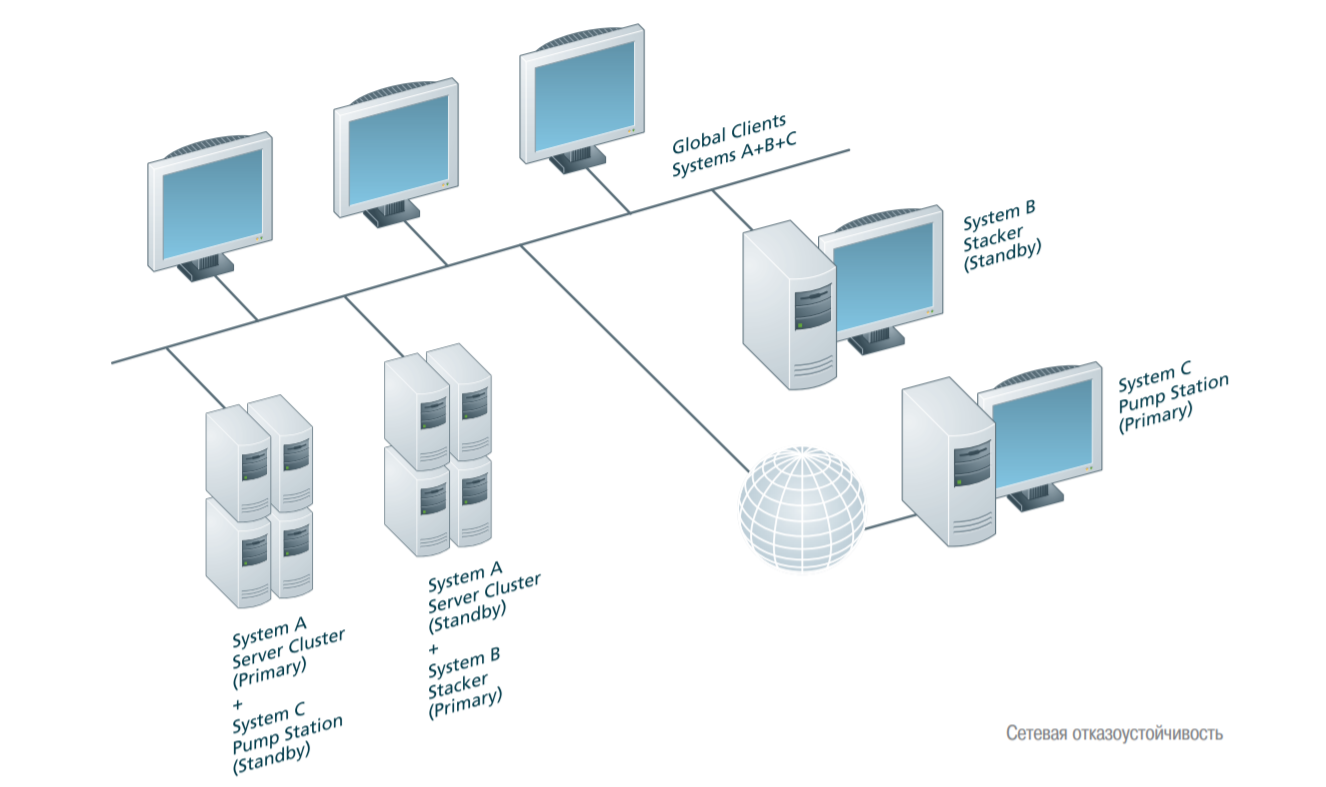 Global Clients
Systems A+B+C
System B
Stacker
(Standby)
System C
Pump Station
(Primary)
System A
Server Cluster
(Standby)
+
System B
Stacker
(Primary)
System A
Server Cluster
(Primary)
+
System C
Pump Station
(Standby)
Сетевая отказоустойчивость